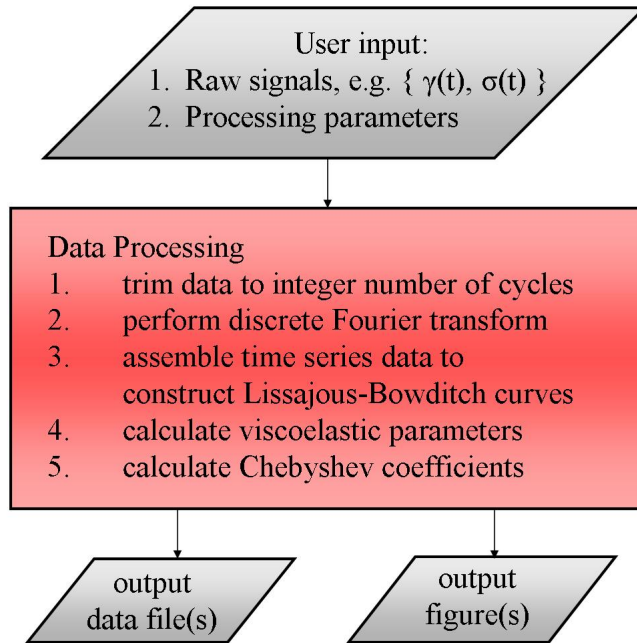 User input:
1. Raw signals, e.g. { γ(t), σ(t) }
2. Processing parameters
Data Processing
1. trim data to integer number of cycles
2. perform discrete Fourier transform
3. assemble time series data to
construct Lissajous-Bowditch curves
4. calculate viscoelastic parameters
5. calculate Chebyshev coefficients
output
data file(s)
output
figure(s)